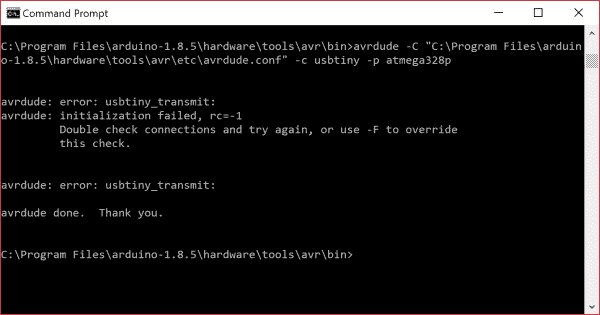 Command Prompt
C:\Program Files\arduino-1.8.5\hardware\tools\avr\bin>avrdude -C "C:\Program Files\arduin
o-1.8.5\hardware\tools\avr\etc\avrdude.conf" -c usbtiny -p atmega328p
avrdude: error: usbtiny_transmit:
avrdude: initialization failed, rc=-1
Double check connections and try again, or use -F to override
this check.
avrdude: error: usbtiny_transmit:
avrdude done.  Thank you.
C:\Program Files\arduino-1.8.5\hardware\tools\avr\bin>